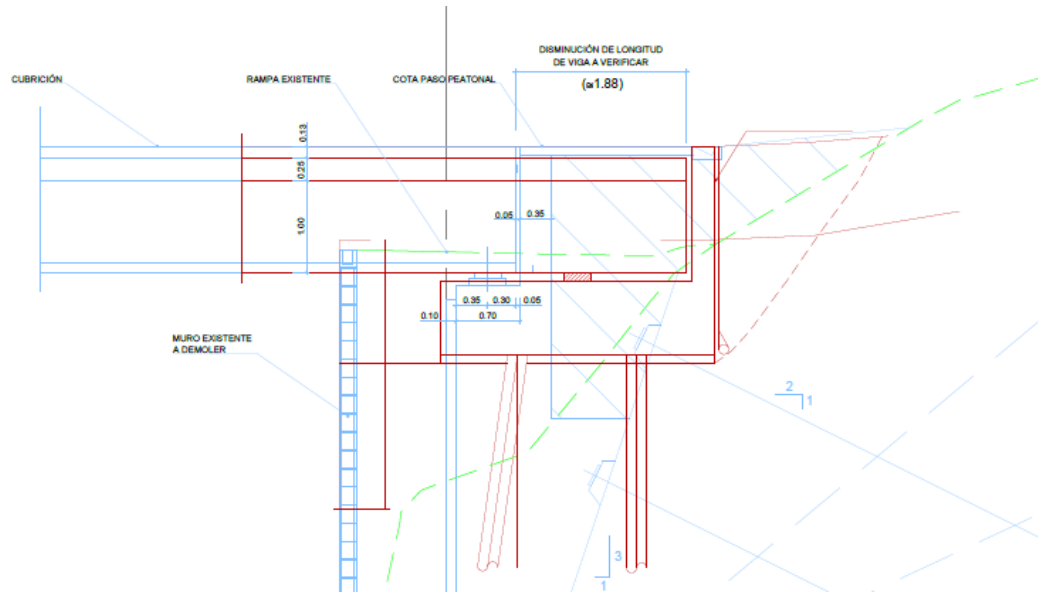 DISMINUCIÓN DE LONGITUD
DE VIGA A VERIFICAR
(≅1.88)
CUBRICIÓN
RAMPA EXISTENTE
COTA PASO PEATONAL
0.13
0.25
1.00
0.05
0.35
0.35
0.30
0.05
0.10
0.70
MURO EXISTENTE
A DEMOLER
2
1
3
1